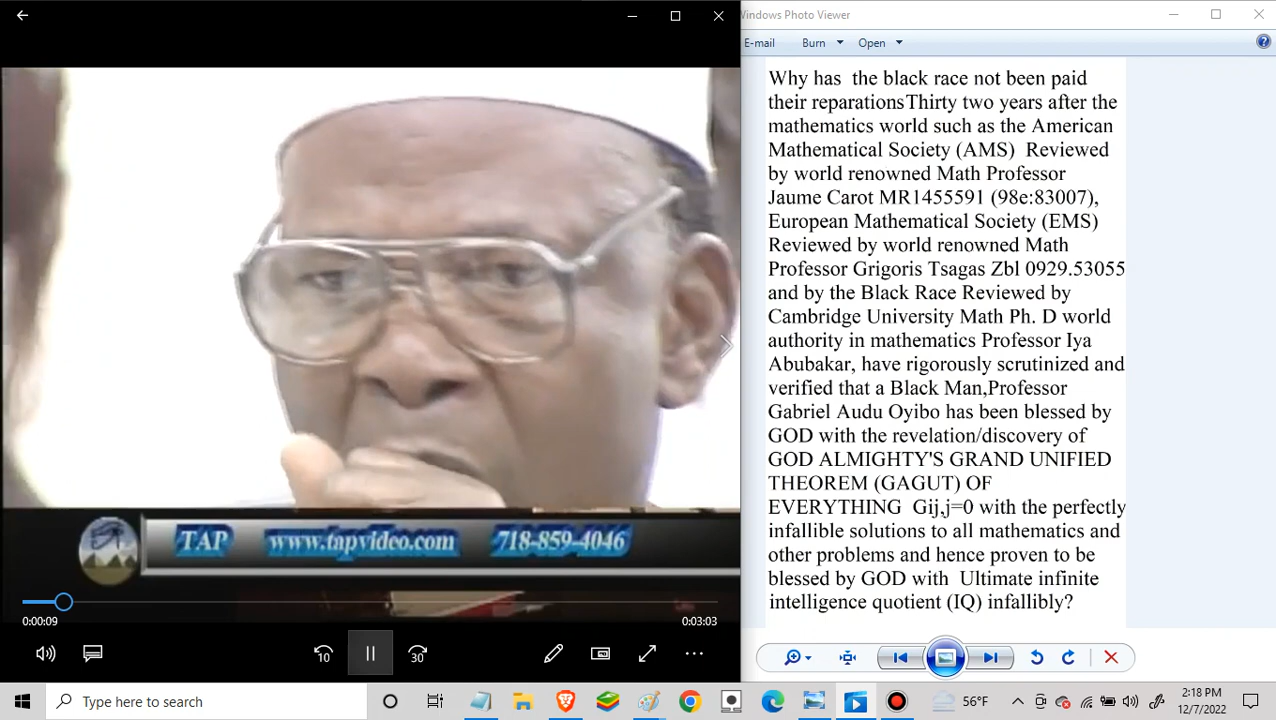 TAP www.tapvideo.com 718-859-4046
0:00:09
0:03:03
10
30
Windows Photo Viewer
E-mail Burn Open
Why has the black race not been paid
their reparationsThirty two years after the
mathematics world such as the American
Mathematical Society (AMS) Reviewed
by world renowned Math Professor
Jaume Carot MR1455591 (98e:83007),
European Mathematical Society (EMS)
Reviewed by world renowned Math
Professor Grigoris Tsagas Zbl 0929.53055
and by the Black Race Reviewed by
Cambridge University Math Ph. D world
authority in mathematics Professor Iya
Abubakar, have rigorously scrutinized and
verified that a Black Man,Professor
Gabriel Audu Oyibo has been blessed by
GOD with the revelation/discovery of
GOD ALMIGHTY'S GRAND UNIFIED
THEOREM (GAGUT) OF
EVERYTHING Gij,j=0 with the perfectly
infallible solutions to all mathematics and
other problems and hence proven to be
blessed by GOD with Ultimate infinite
intelligence quotient (IQ) infallibly?
Type here to search
56°F
2:18 PM
12/7/2022